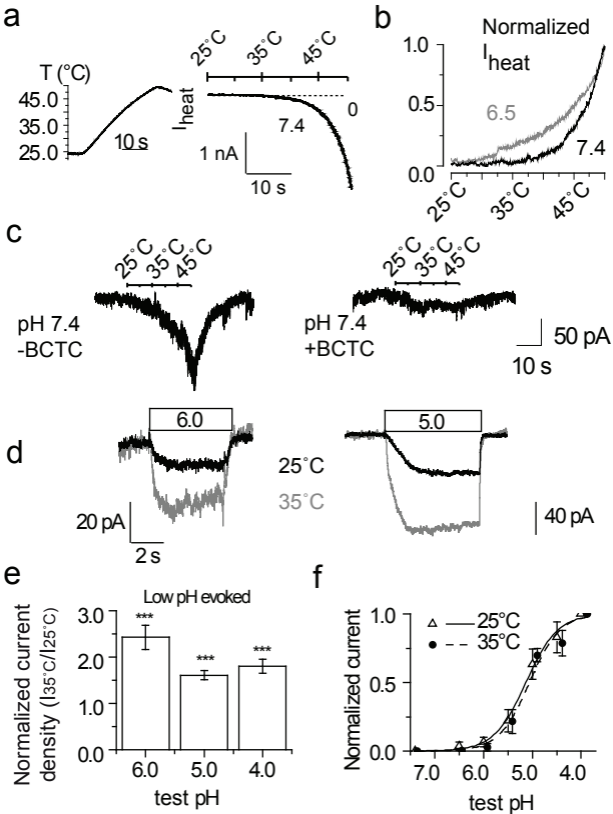 a
T (°C)
45.0
35.0
25.0
10 s
I heat
25°C
35°C
45°C
0
7.4
1 nA
10 s
b
Normalized
I heat
1.0
0.5
0.0
6.5
7.4
25°C
35°C
45°C
c
25°C
35°C
45°C
pH 7.4
-BCTC
25°C
35°C
45°C
pH 7.4
+BCTC
50 pA
10 s
d
6.0
5.0
25°C
35°C
20 pA
2 s
40 pA
e
Low pH evoked
Normalized current
density (I35°C/I25°C)
3.0
2.0
1.0
0.0
***
***
***
6.0
5.0
4.0
test pH
f
Normalized current
1.0
0.5
0.0
25°C
35°C
7.0
6.0
5.0
4.0
test pH